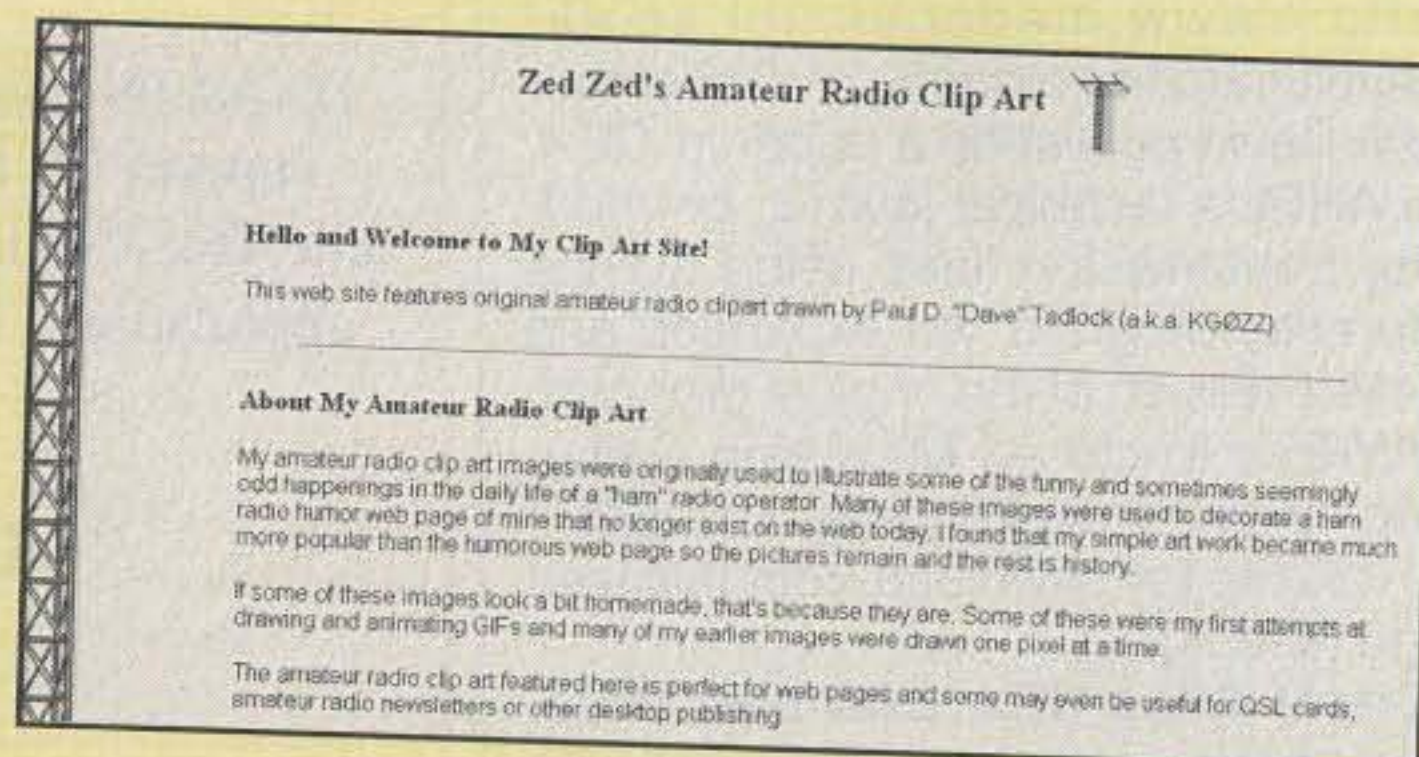 Zed Zed's Amateur Radio Clip Art
Hello and Welcome to My Clip Art Site!
This web site features original amateur radio clipart drawn by Paul D. "Dave" Tadlock (a.k.a. KGØZZ)
About My Amateur Radio Clip Art
My amateur radio clip art images were originally used to illustrate some of the funny and sometimes seemingly
odd happenings in the daily life of a "ham" radio operator. Many of these images were used to decorate a ham
radio humor web page of mine that no longer exist on the web today. I found that my simple art work became much
more popular than the humorous web page so the pictures remain and the rest is history.
If some of these images look a bit homemade, that's because they are. Some of these were my first attempts at
drawing and animating GIFs and many of my earlier images were drawn one pixel at a time.
The amateur radio clip art featured here is perfect for web pages and some may even be useful for QSL cards,
amateur radio newsletters or other desktop publishing